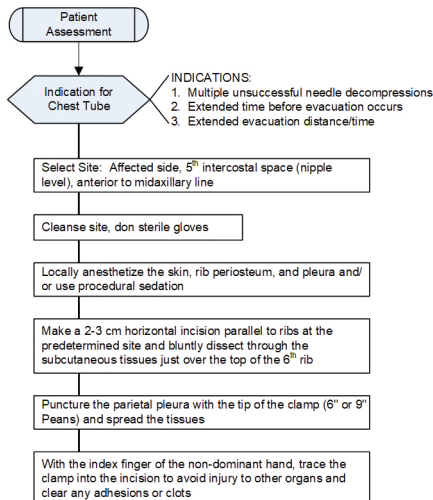 Patient
Assessment
Indication for
Chest Tube
INDICATIONS:
1. Multiple unsuccessful needle decompressions
2. Extended time before evacuation occurs
3. Extended evacuation distance/time
Select Site: Affected side, 5th intercostal space (nipple
level), anterior to midaxillary line
Cleanse site, don sterile gloves
Locally anesthetize the skin, rib periosteum, and pleura and/
or use procedural sedation
Make a 2-3 cm horizontal incision parallel to ribs at the
predetermined site and bluntly dissect through the
subcutaneous tissues just over the top of the 6th rib
Puncture the parietal pleura with the tip of the clamp (6" or 9"
Peans) and spread the tissues
With the index finger of the non-dominant hand, trace the
clamp into the incision to avoid injury to other organs and
clear any adhesions or clots